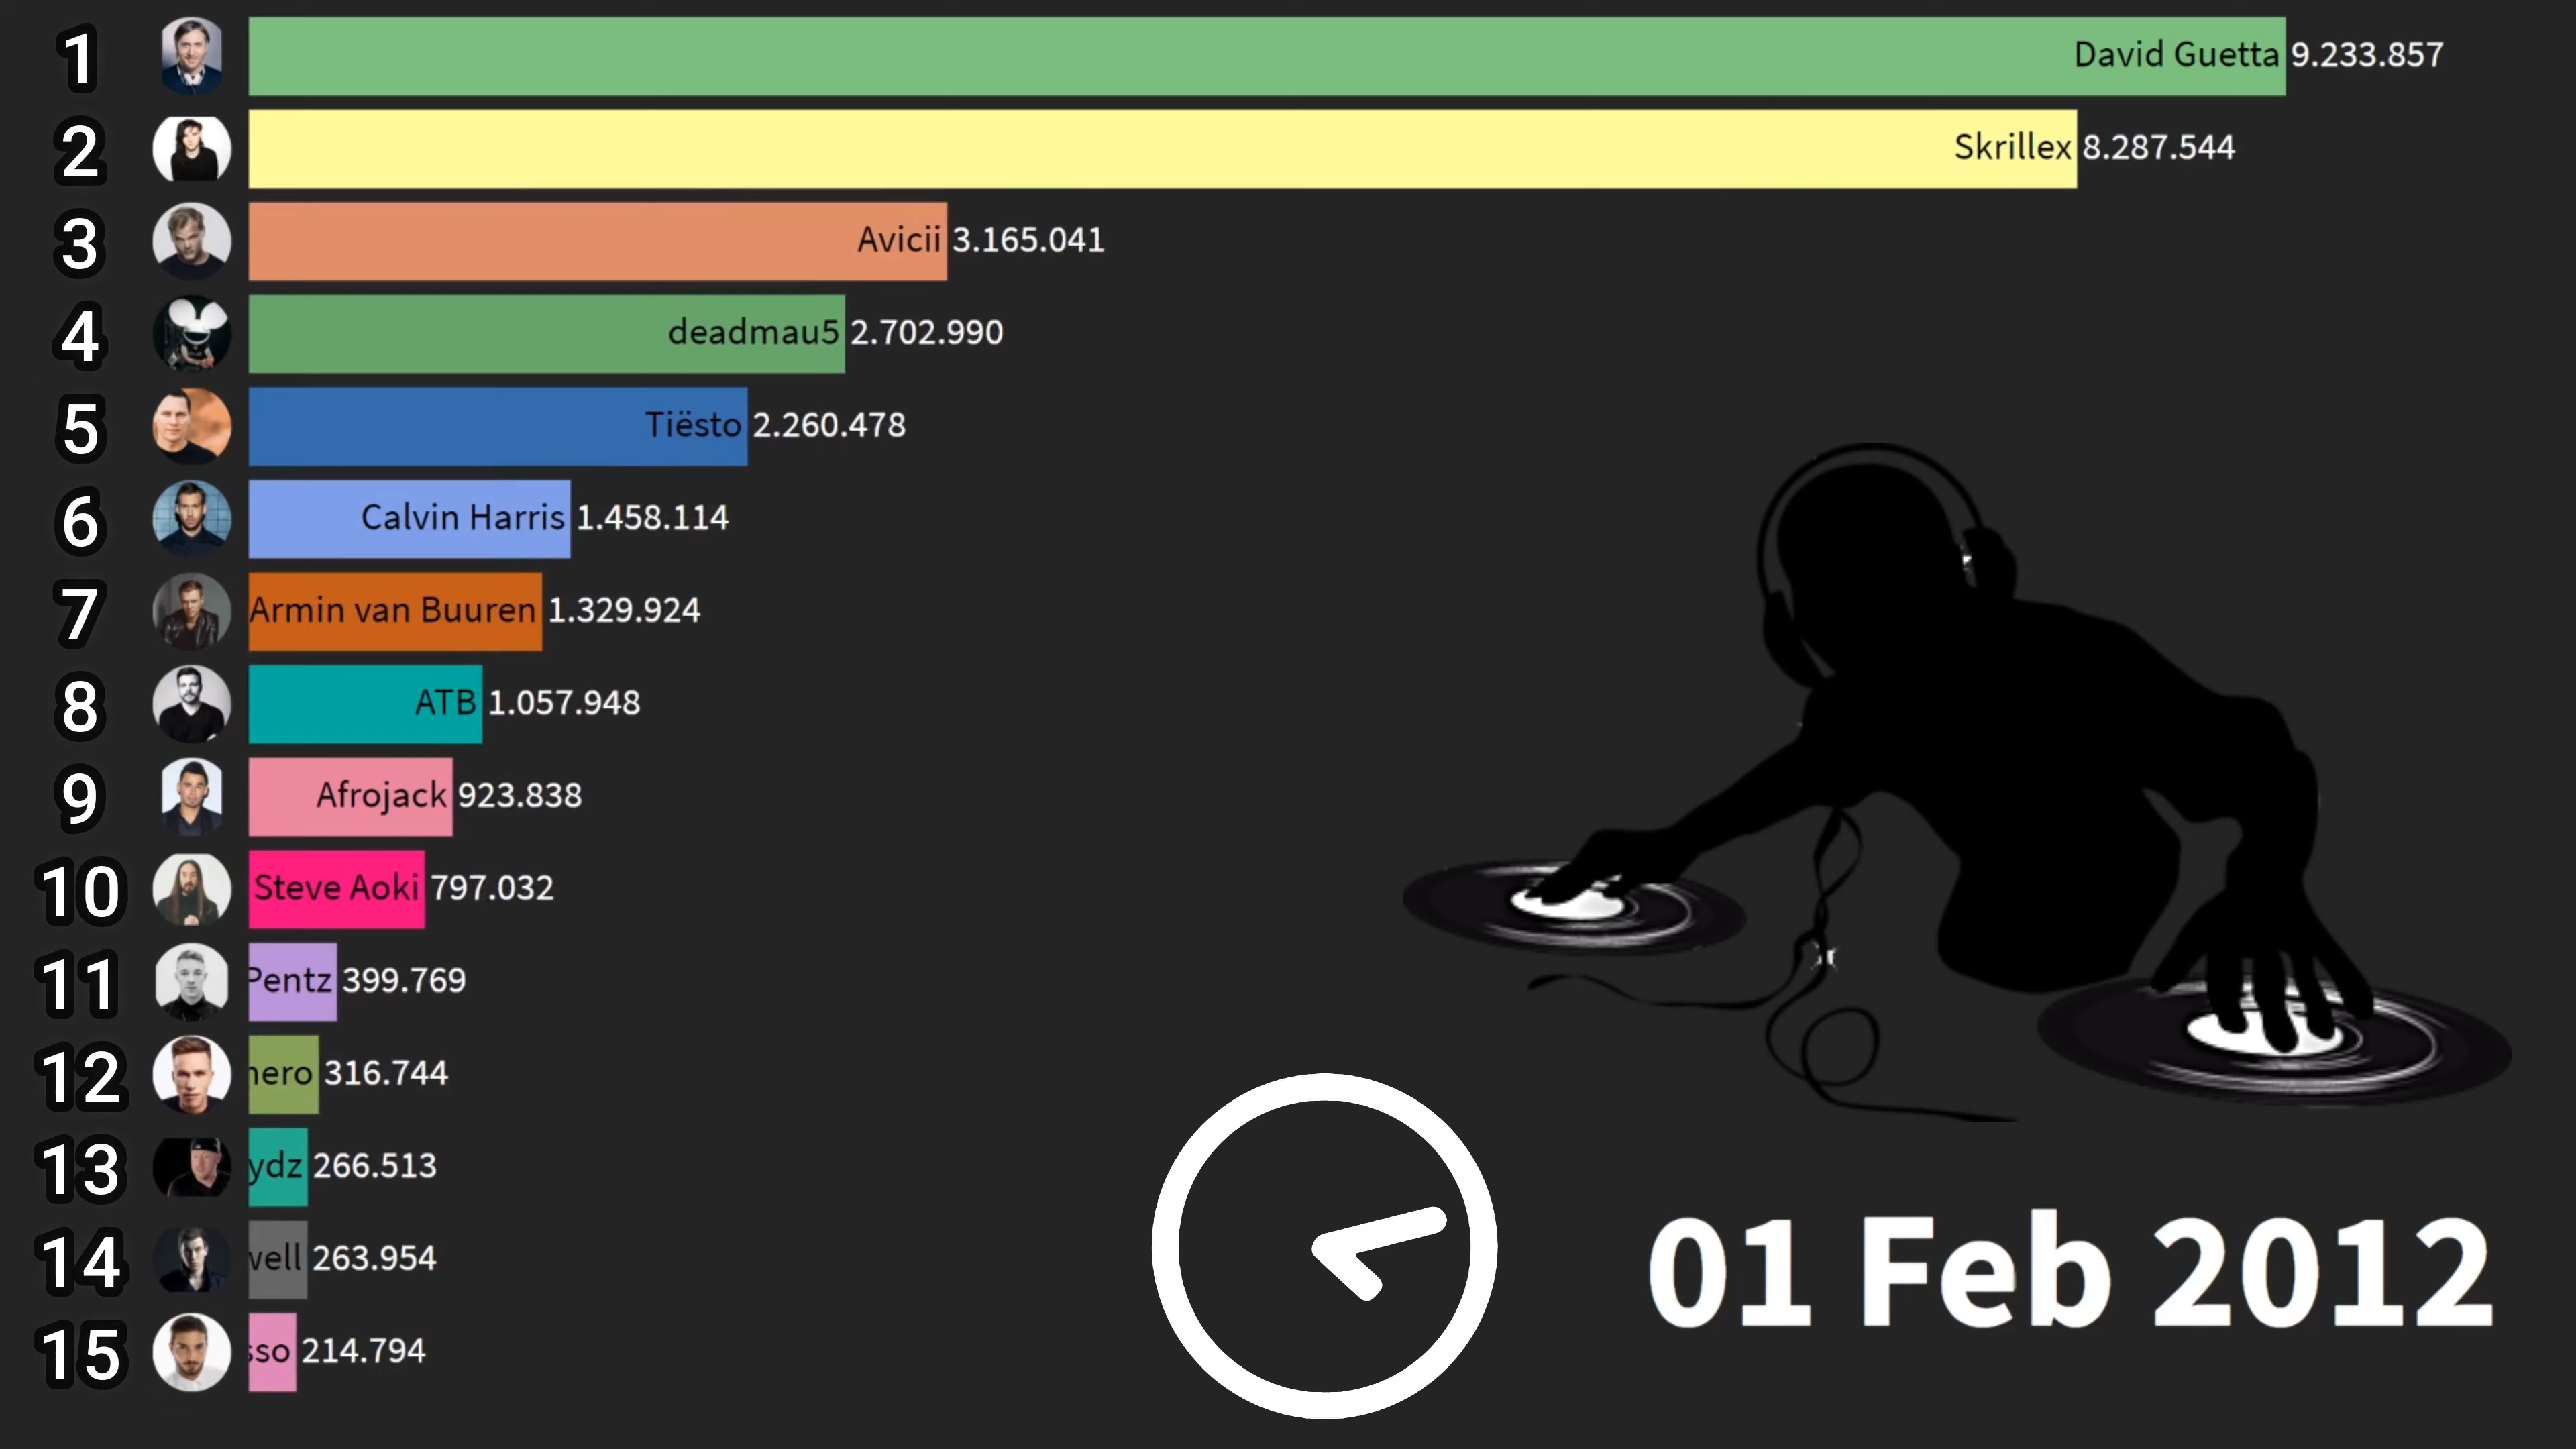 1 David Guetta 9.233.857
2 Skrillex 8.287.544
3 Avicii 3.165.041
4 deadmau5 2.702.990
5 Tiësto 2.260.478
6 Calvin Harris 1.458.114
7 Armin van Buuren 1.329.924
8 ATB 1.057.948
9 Afrojack 923.838
10 Steve Aoki 797.032
11 Pentz 399.769
12 nero 316.744
13 ydz 266.513
14 well 263.954
15 sso 214.794
01 Feb 2012